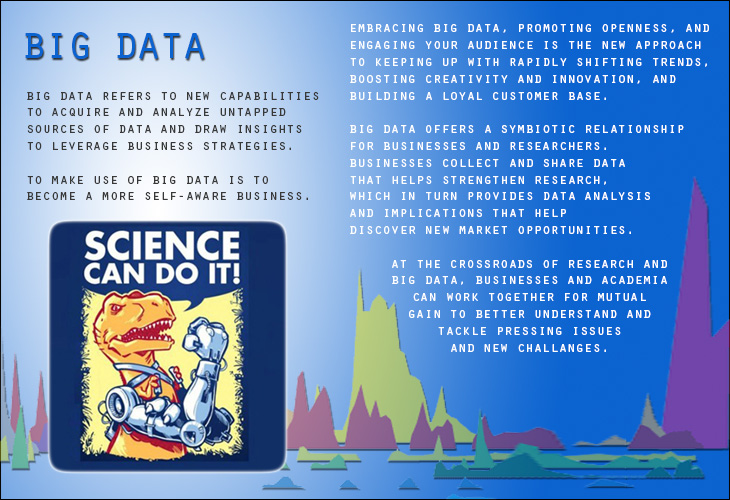 BIG DATA
BIG DATA REFERS TO NEW CAPABILITIES
TO ACQUIRE AND ANALYZE UNTAPPED
SOURCES OF DATA AND DRAW INSIGHTS
TO LEVERAGE BUSINESS STRATEGIES.
TO MAKE USE OF BIG DATA IS TO
BECOME A MORE SELF-AWARE BUSINESS.
SCIENCE
CAN DO IT!
EMBRACING BIG DATA, PROMOTING OPENNESS, AND
ENGAGING YOUR AUDIENCE IS THE NEW APPROACH
TO KEEPING UP WITH RAPIDLY SHIFTING TRENDS,
BOOSTING CREATIVITY AND INNOVATION, AND
BUILDING A LOYAL CUSTOMER BASE.
BIG DATA OFFERS A SYMBIOTIC RELATIONSHIP
FOR BUSINESSES AND RESEARCHERS.
BUSINESSES COLLECT AND SHARE DATA
THAT HELPS STRENGTHEN RESEARCH,
WHICH IN TURN PROVIDES DATA ANALYSIS
AND IMPLICATIONS THAT HELP
DISCOVER NEW MARKET OPPORTUNITIES.
AT THE CROSSROADS OF RESEARCH AND
BIG DATA, BUSINESSES AND ACADEMIA
CAN WORK TOGETHER FOR MUTUAL
GAIN TO BETTER UNDERSTAND AND
TACKLE PRESSING ISSUES
AND NEW CHALLANGES.